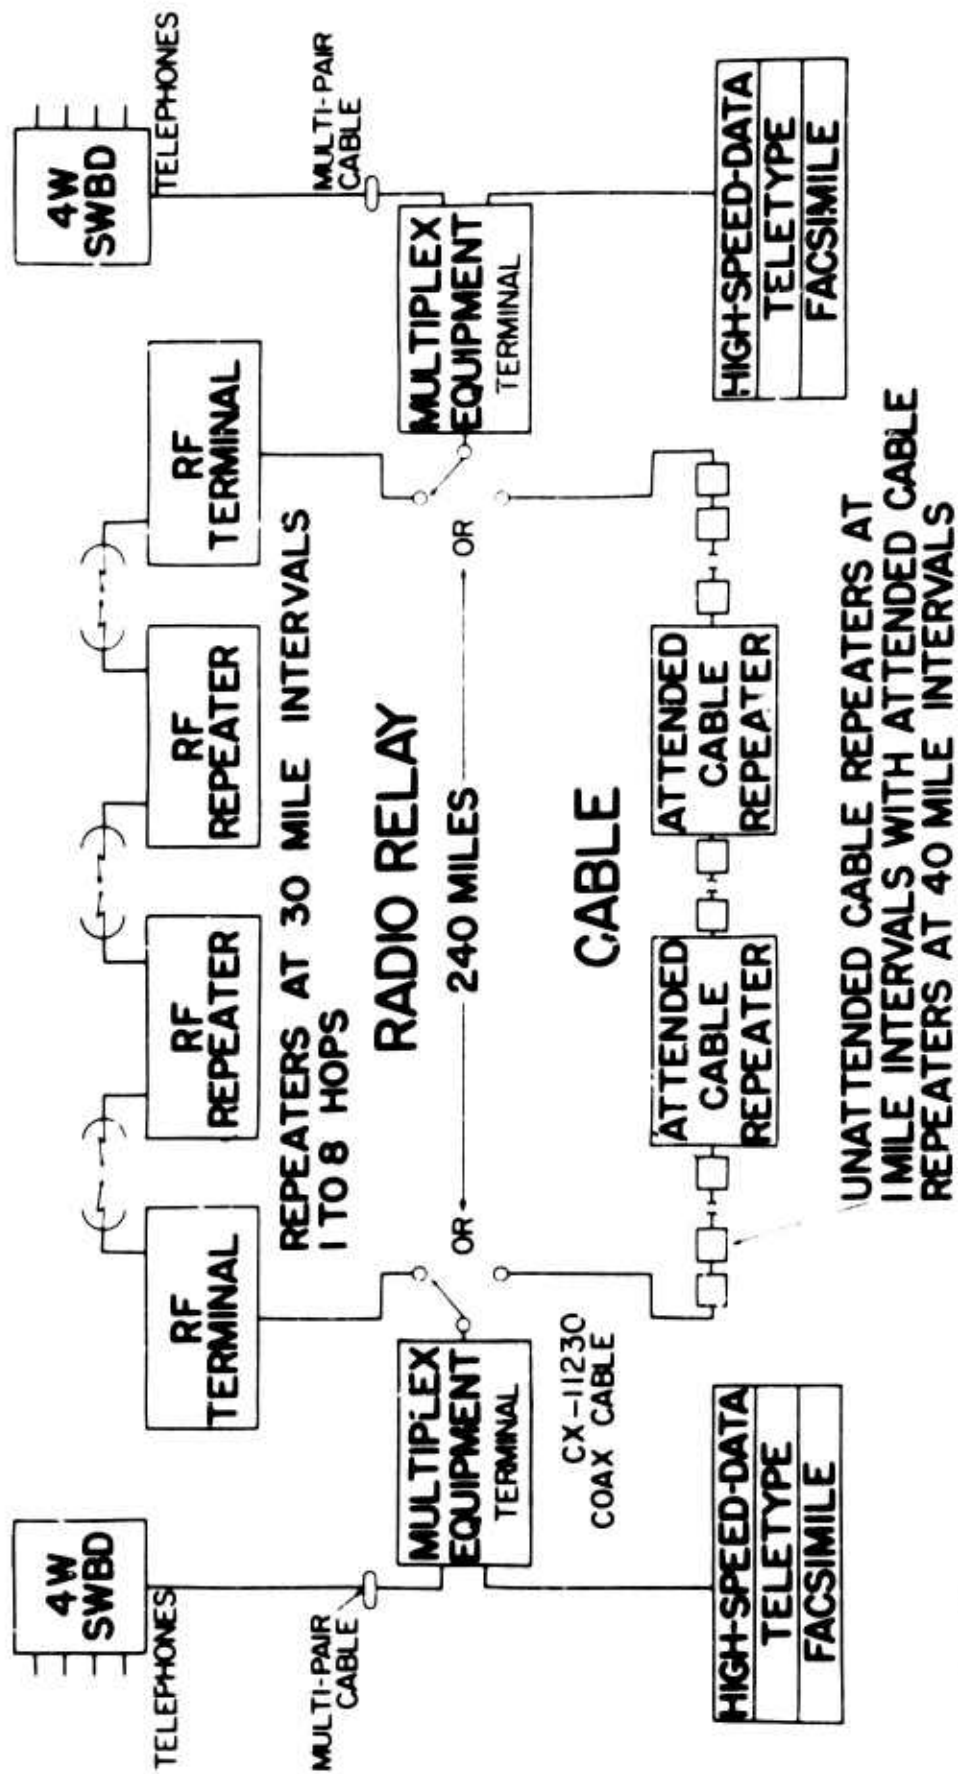 4W
SWBD
TELEPHONES
MULTI-PAIR
CABLE
MULTIPLEX
EQUIPMENT
TERMINAL
HIGH-SPEED-DATA
TELETYPE
FACSIMILE
CX-11230
COAX CABLE
RF
TERMINAL
RF
REPEATER
RF
REPEATER
RF
TERMINAL
REPEATERS AT 30 MILE INTERVALS
1 TO 8 HOPS
RADIO RELAY
OR
240 MILES
OR
CABLE
ATTENDED
CABLE
REPEATER
ATTENDED
CABLE
REPEATER
UNATTENDED CABLE REPEATERS AT
1 MILE INTERVALS WITH ATTENDED CABLE
REPEATERS AT 40 MILE INTERVALS
4W
SWBD
TELEPHONES
MULTI-PAIR
CABLE
MULTIPLEX
EQUIPMENT
TERMINAL
HIGH-SPEED-DATA
TELETYPE
FACSIMILE